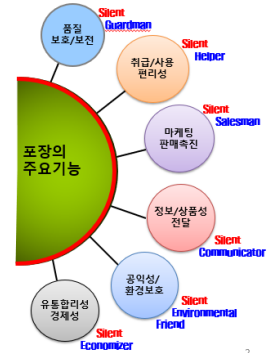 품질
보호/보전
Silent
Guardman
취급/사용
편리성
Silent
Helper
마케팅
판매촉진
Silent
Salesman
포장의
주요기능
정보/상품성
전달
Silent
Communicator
공익성/
환경보호
Silent
Environmental
Friend
유통합리성
경제성
Silent
Economizer
2